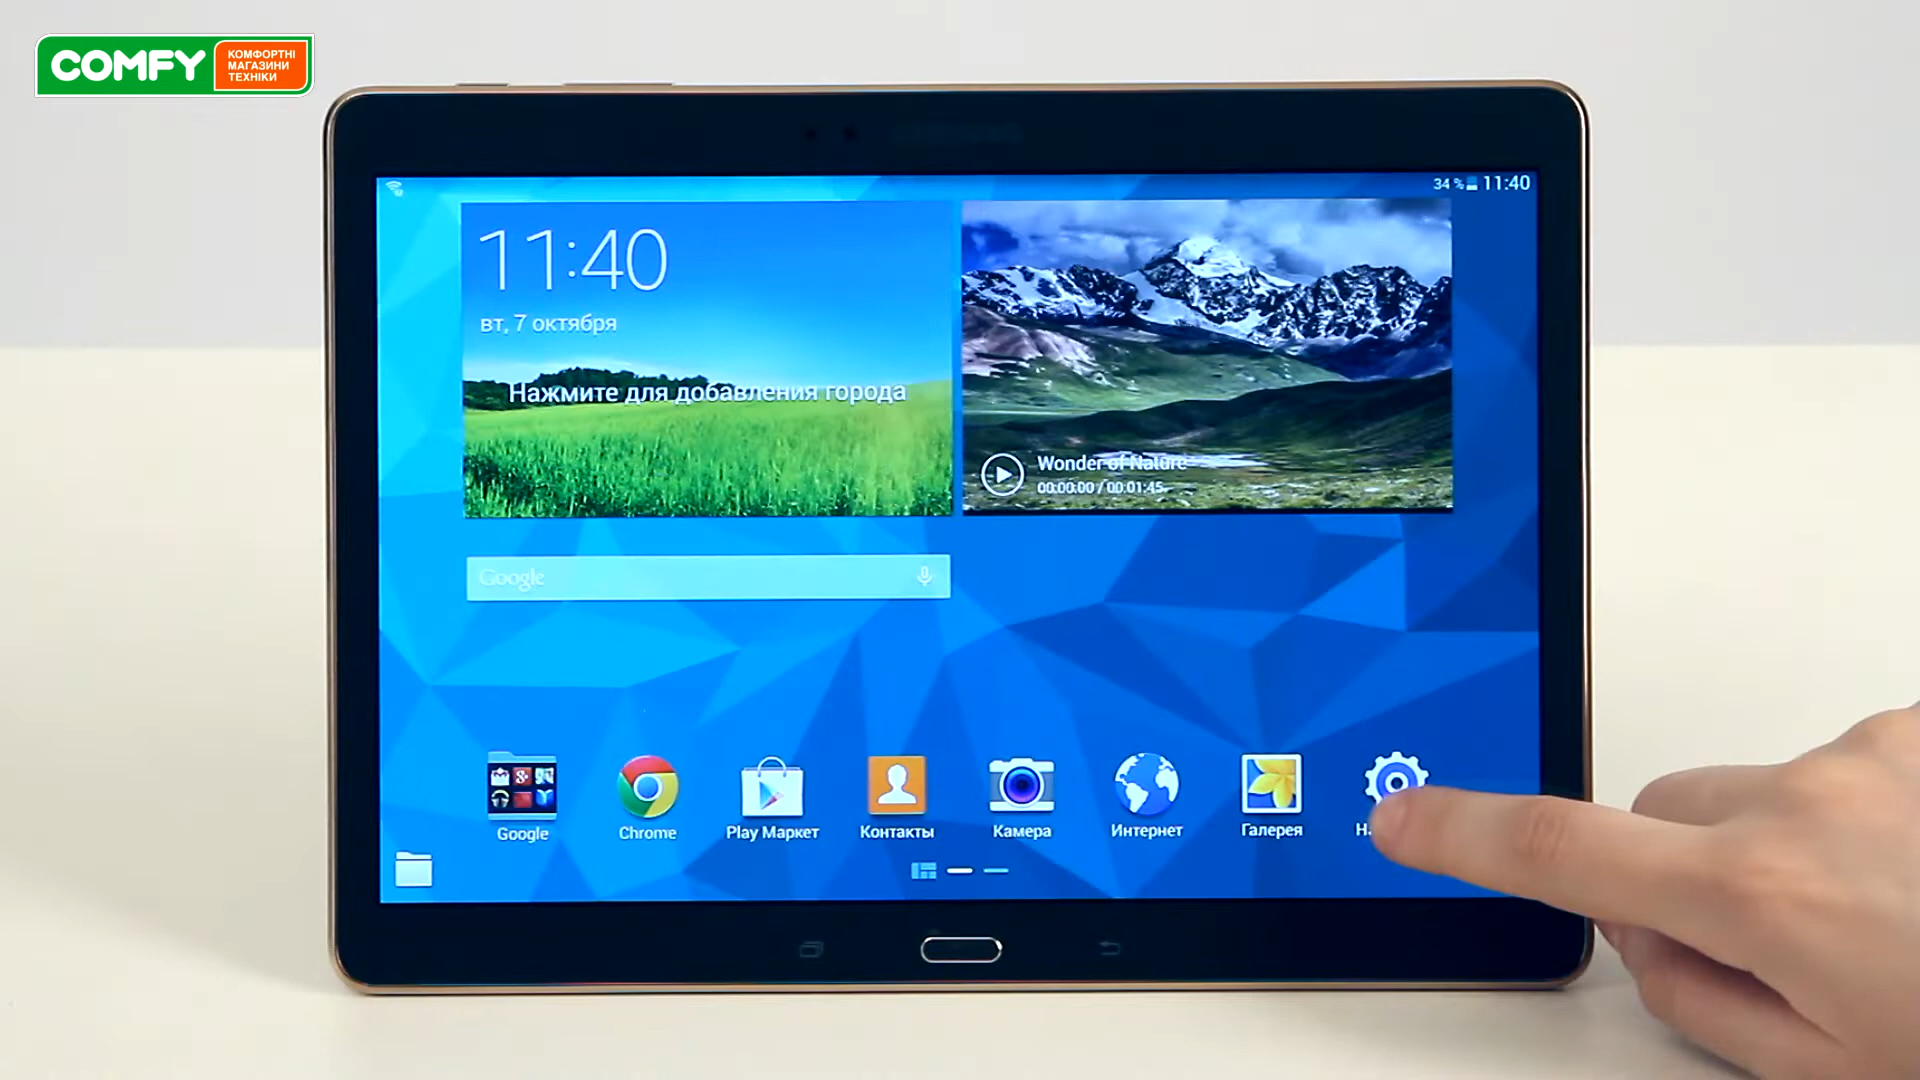 COMFY
КОМФОРТНІ
МАГАЗИНИ
ТЕХНІКИ
34 %
11:40
11:40
вт, 7 октября
Нажмите для добавления города
Wonder of Nature
00:00:00 / 00:01:45
Google
Google
Chrome
Play Маркет
Контакты
Камера
Интернет
Галерея